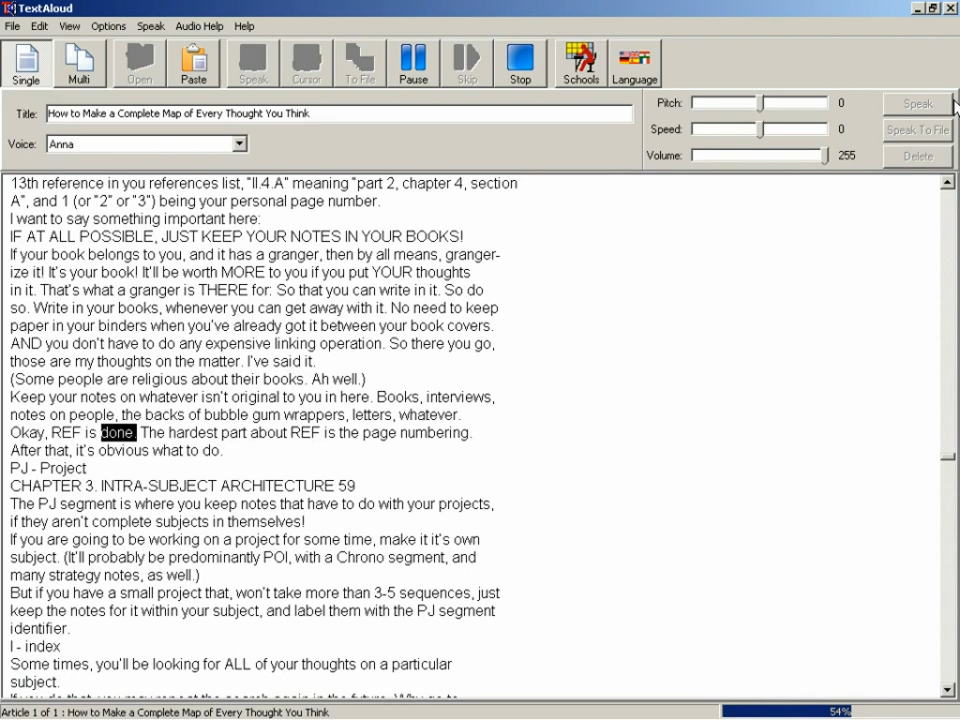 TextAloud
File Edit View Options Speak Audio Help Help
Single Multi Open Paste Speak Cursor To File Pause Skip Stop Schools Language
Title: How to Make a Complete Map of Every Thought You Think
Voice: Anna
Pitch: 0 Speak
Speed: 0 Speak To File
Volume: 255 Delete
13th reference in you references list, "II.4.A" meaning "part 2, chapter 4, section
A", and 1 (or "2" or "3") being your personal page number.
I want to say something important here:
IF AT ALL POSSIBLE, JUST KEEP YOUR NOTES IN YOUR BOOKS!
If your book belongs to you, and it has a granger, then by all means, granger-
ize it! It's your book! It'll be worth MORE to you if you put YOUR thoughts
in it. That's what a granger is THERE for: So that you can write in it. So do
so. Write in your books, whenever you can get away with it. No need to keep
paper in your binders when you've already got it between your book covers.
AND you don't have to do any expensive linking operation. So there you go,
those are my thoughts on the matter. I've said it.
(Some people are religious about their books. Ah well.)
Keep your notes on whatever isn't original to you in here. Books, interviews,
notes on people, the backs of bubble gum wrappers, letters, whatever.
Okay, REF is done. The hardest part about REF is the page numbering.
After that, it's obvious what to do.
PJ - Project
CHAPTER 3. INTRA-SUBJECT ARCHITECTURE 59
The PJ segment is where you keep notes that have to do with your projects,
if they aren't complete subjects in themselves!
If you are going to be working on a project for some time, make it it's own
subject. (It'll probably be predominantly POI, with a Chrono segment, and
many strategy notes, as well.)
But if you have a small project that, won't take more than 3-5 sequences, just
keep the notes for it within your subject, and label them with the PJ segment
identifier.
I - index
Some times, you'll be looking for ALL of your thoughts on a particular
subject.
If you do that, you may repeat the search again in the future. Why go to
Article 1 of 1 : How to Make a Complete Map of Every Thought You Think 54%